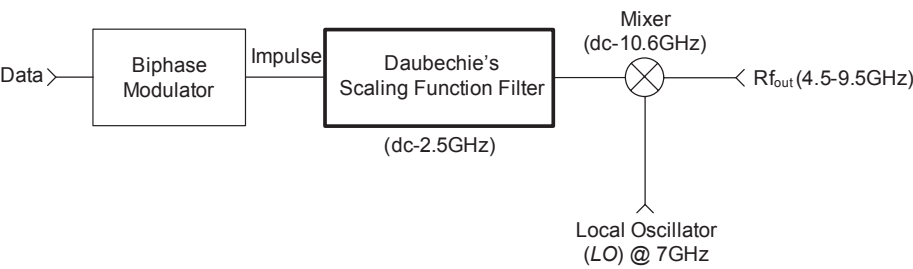 Data
Biphase
Modulator
Impulse
Daubechie's
Scaling Function Filter
(dc-2.5GHz)
Mixer
(dc-10.6GHz)
Rfout (4.5-9.5GHz)
Local Oscillator
(LO) @ 7GHz